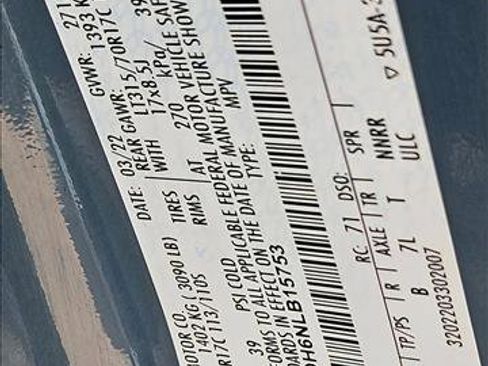 OTOR CO.
DATE: 03/22 GVWR: 271
1402 KG ( 3090 LB) REAR GAWR: 1393 K
R17C 113/110S TIRES WITH LT315/70R17C
RIMS 17x8.5J
39 PSI COLD AT 270 kPa/ 39
FORMS TO ALL APPLICABLE FEDERAL MOTOR VEHICLE SAF
DARDS IN EFFECT ON THE DATE OF MANUFACTURE SHOW
DH6NLB15753 TYPE: MPV
RC: 71 DSO:
TP/PS R AXLE TR SPR
B 7L T NNRR
ULC
3202203302007
▽ 5U5A-